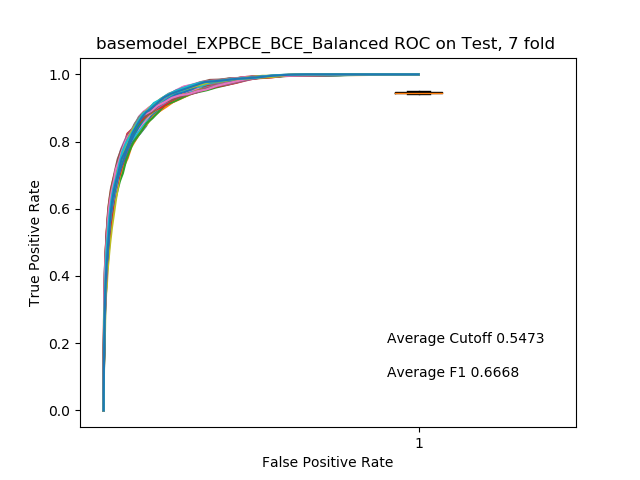 basemodel_EXPBCE_BCE_Balanced ROC on Test, 7 fold
1.0
0.8
0.6
0.4
0.2
0.0
True Positive Rate
Average Cutoff 0.5473
Average F1 0.6668
1
False Positive Rate